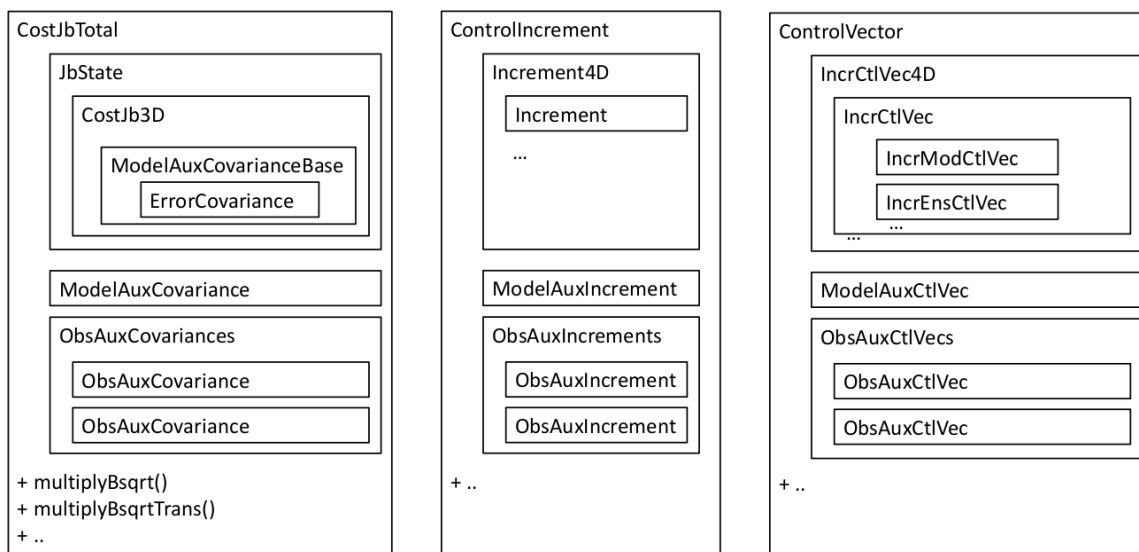 CostJbTotal
JbState
CostJb3D
ModelAuxCovarianceBase
ErrorCovariance
ModelAuxCovariance
ObsAuxCovariances
ObsAuxCovariance
ObsAuxCovariance
+ multiplyBsqrt()
+ multiplyBsqrtTrans()
+ ..
ControlIncrement
Increment4D
Increment
...
ModelAuxIncrement
ObsAuxIncrements
ObsAuxIncrement
ObsAuxIncrement
+ ..
ControlVector
IncrCtlVec4D
IncrCtlVec
IncrModCtlVec
IncrEnsCtlVec
...
...
ModelAuxCtlVec
ObsAuxCtlVecs
ObsAuxCtlVec
ObsAuxCtlVec
+ ..